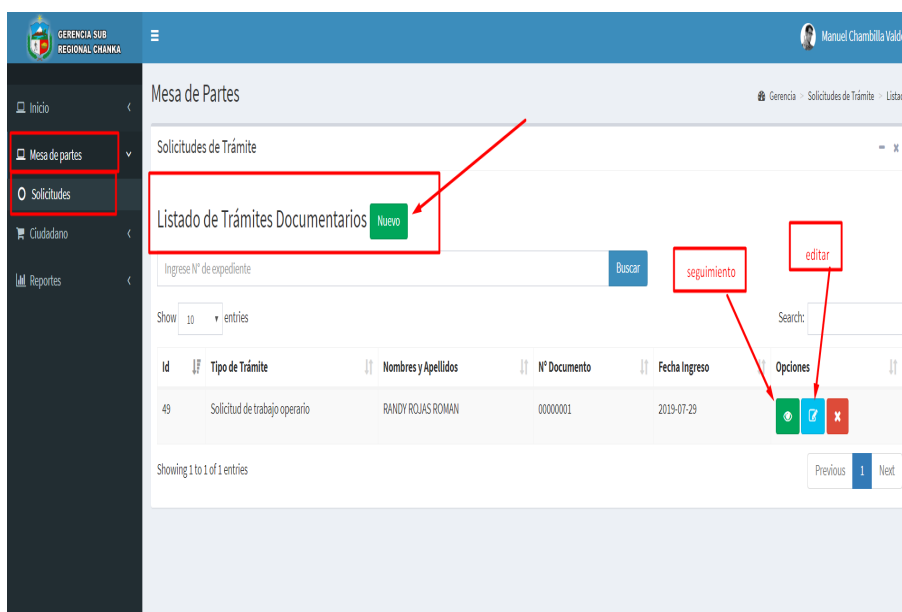 GERENCIA SUB
REGIONAL CHANKA
Manuel Chambilla Vald
Inicio
Mesa de partes
Solicitudes
Ciudadano
Reportes
Mesa de Partes
Gerencia > Solicitudes de Trámite > Lista
Solicitudes de Trámite
Listado de Trámites Documentarios Nuevo
Ingrese N° de expediente Buscar
seguimiento
editar
Show 10 entries Search:
Id Tipo de Trámite Nombres y Apellidos N° Documento Fecha Ingreso Opciones
49 Solicitud de trabajo operario RANDY ROJAS ROMAN 00000001 2019-07-29
Showing 1 to 1 of 1 entries Previous 1 Next